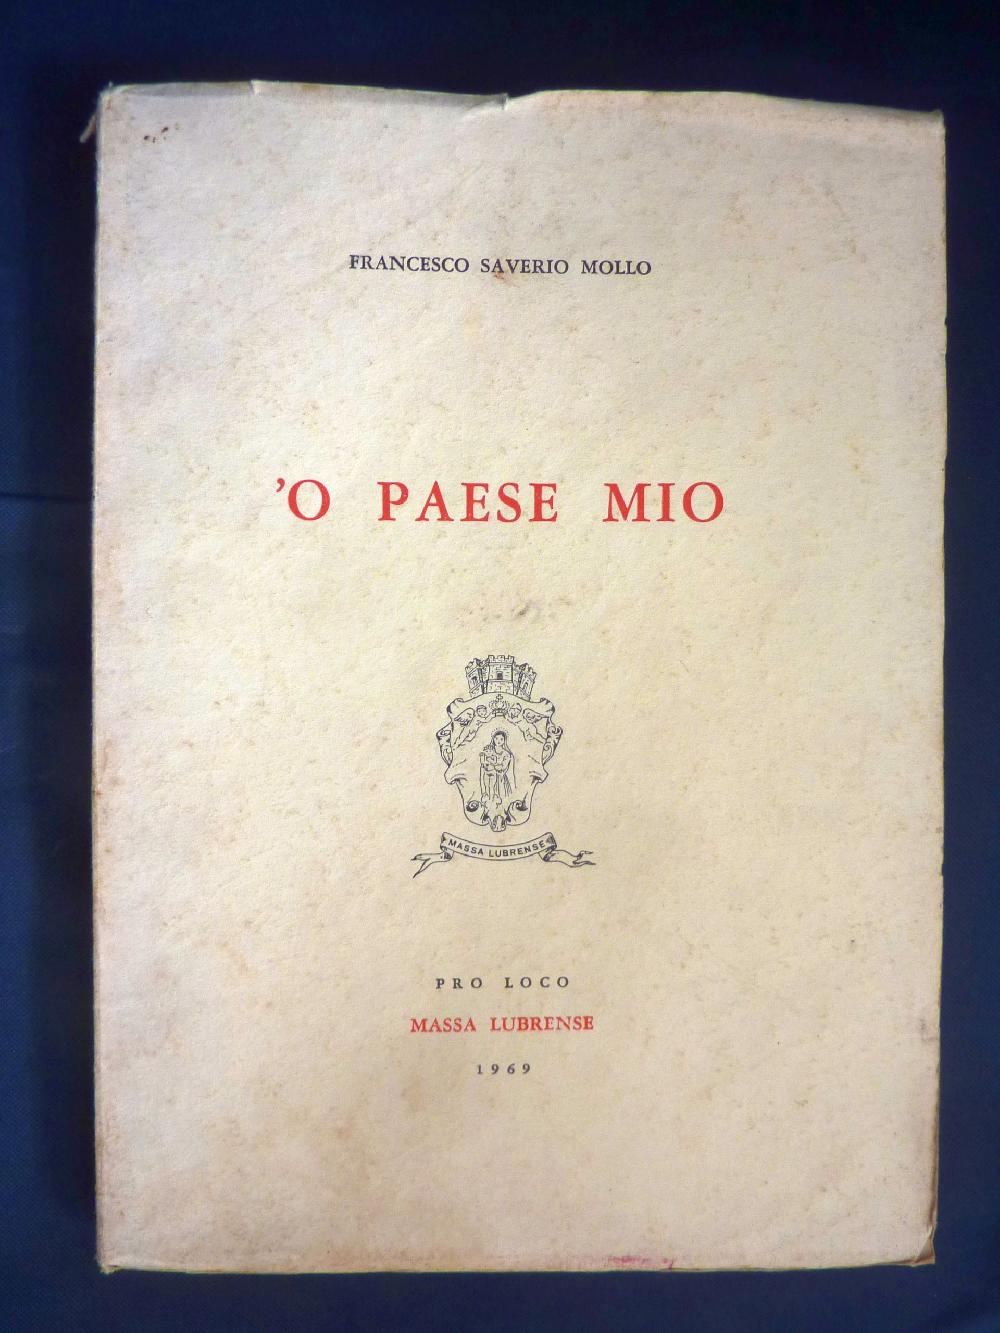 FRANCESCO SAVERIO MOLLO
’O PAESE MIO
MASSA LUBRENSE
PRO LOCO
MASSA LUBRENSE
1969